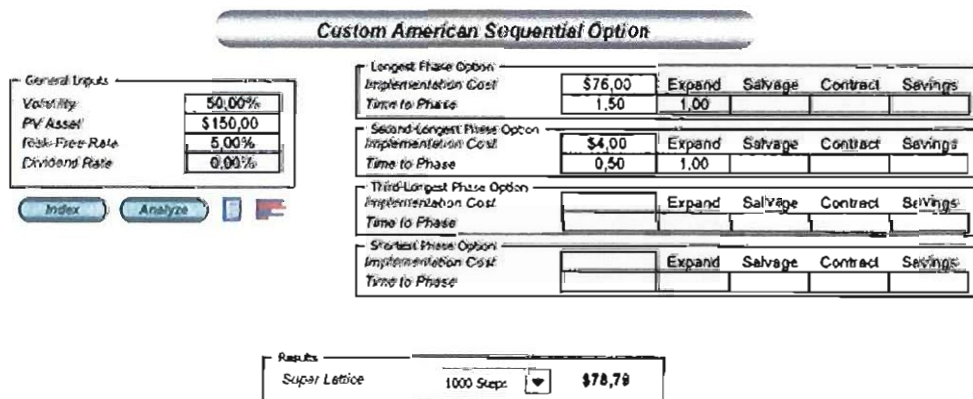 Custom American Sequential Option
General Inputs
Volatility 50,00%
PV Asset $150,00
Risk-Free Rate 5,00%
Dividend Rate 0,00%
Index Analyze
Longest Phase Option
Implementation Cost $76,00 Expand Salvage Contract Savings
Time to Phase 1,50 1,00
Second-Longest Phase Option
Implementation Cost $4,00 Expand Salvage Contract Savings
Time to Phase 0,50 1,00
Third-Longest Phase Option
Implementation Cost Expand Salvage Contract Savings
Time to Phase
Shortest Phase Option
Implementation Cost Expand Salvage Contract Savings
Time to Phase
Results
Super Lattice 1000 Steps $78,79